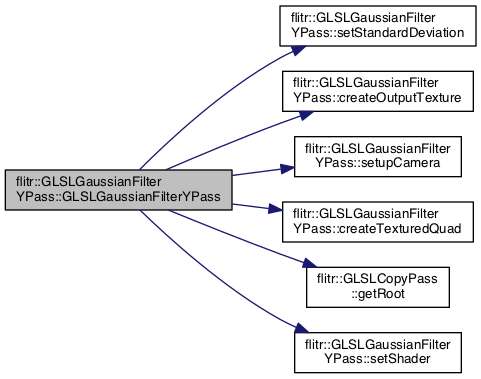 flitr::GLSLGaussianFilter
YPass::setStandardDeviation
flitr::GLSLGaussianFilter
YPass::createOutputTexture
flitr::GLSLGaussianFilter
YPass::setupCamera
flitr::GLSLGaussianFilter
YPass::GLSLGaussianFilterYPass
flitr::GLSLGaussianFilter
YPass::createTexturedQuad
flitr::GLSLCopyPass
::getRoot
flitr::GLSLGaussianFilter
YPass::setShader